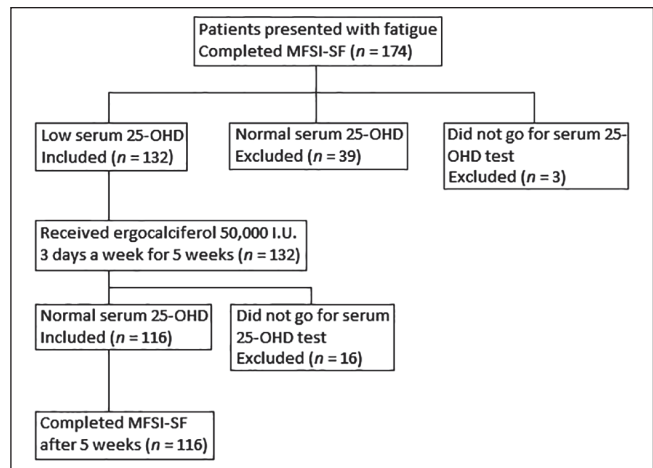 Patients presented with fatigue
Completed MFSI-SF (n = 174)
Low serum 25-OHD
Included (n = 132)
Normal serum 25-OHD
Excluded (n = 39)
Did not go for serum 25-
OHD test
Excluded (n = 3)
Received ergocalciferol 50,000 I.U.
3 days a week for 5 weeks (n = 132)
Normal serum 25-OHD
Included (n = 116)
Did not go for serum
25-OHD test
Excluded (n = 16)
Completed MFSI-SF
after 5 weeks (n = 116)